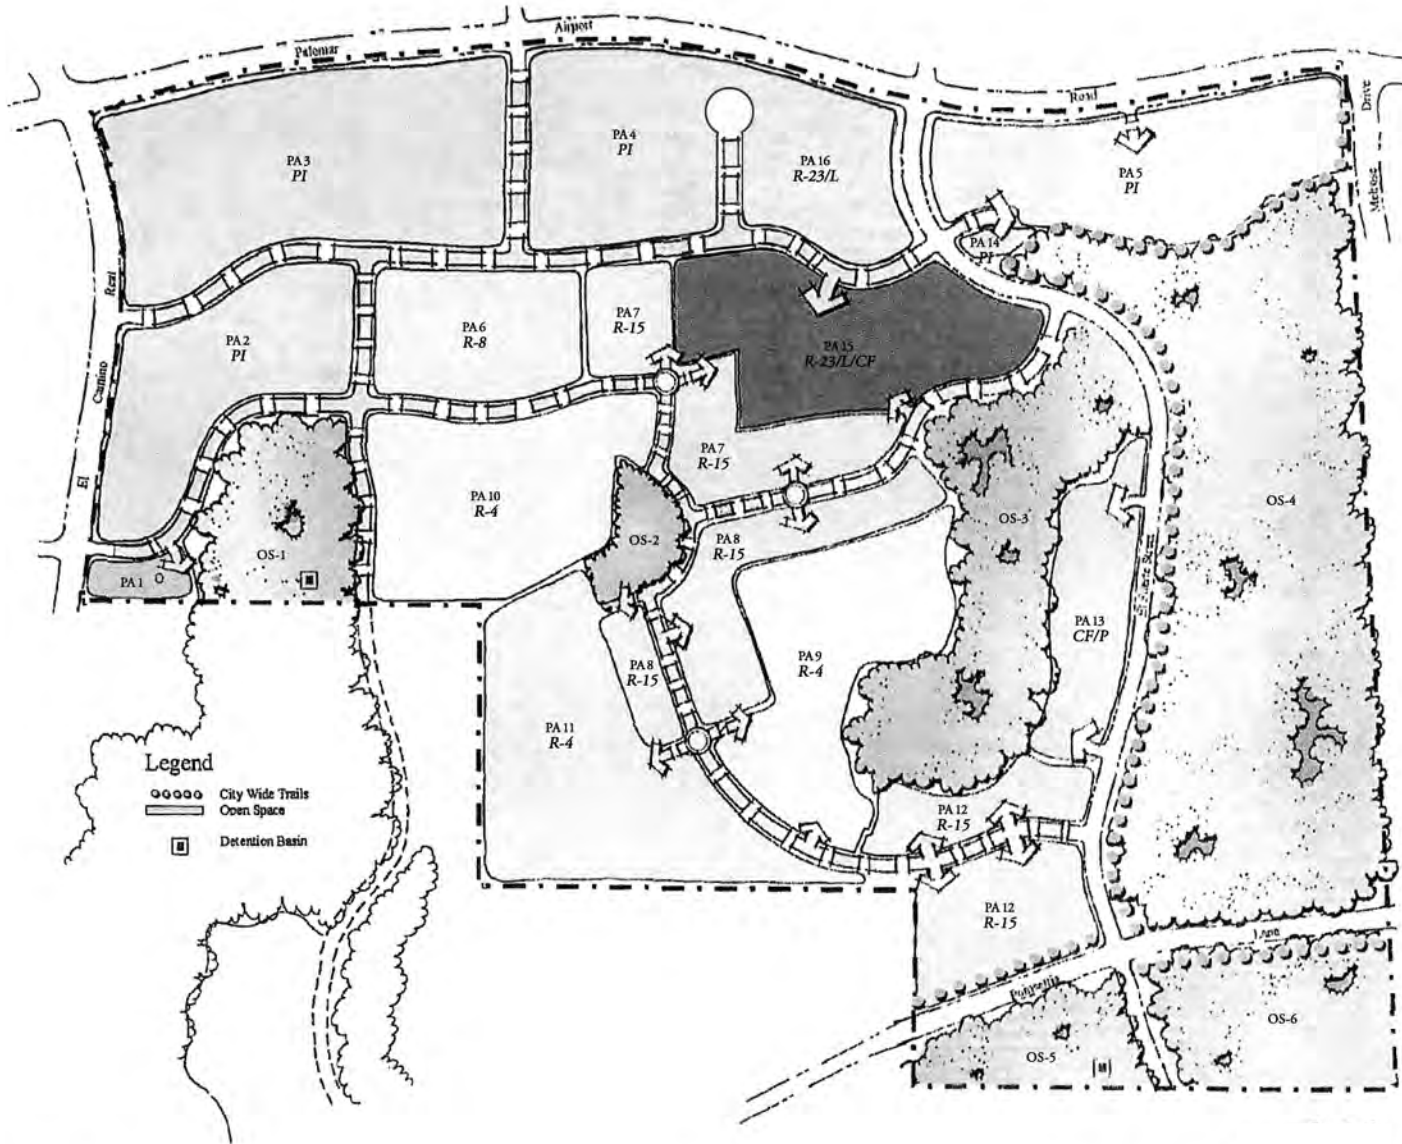 Palomar
Airport
Road
Drive
Melrose
PA 3
PI
PA 4
PI
PA 16
R-23/L
PA 5
PI
PA 14
PI
Real
PA 2
PI
PA 6
R-8
PA 7
R-15
PA 15
R-23/L/CF
Camino
El
PA 10
R-4
PA 7
R-15
OS-4
OS-3
OS-1
OS-2
PA 8
R-15
PA 1
O
PA 8
R-15
PA 9
R-4
PA 13
CF/P
PA 11
R-4
Legend
City Wide Trails
Open Space
Detention Basin
PA 12
R-15
PA 12
R-15
Lane
Poinsettia
OS-6
OS-5